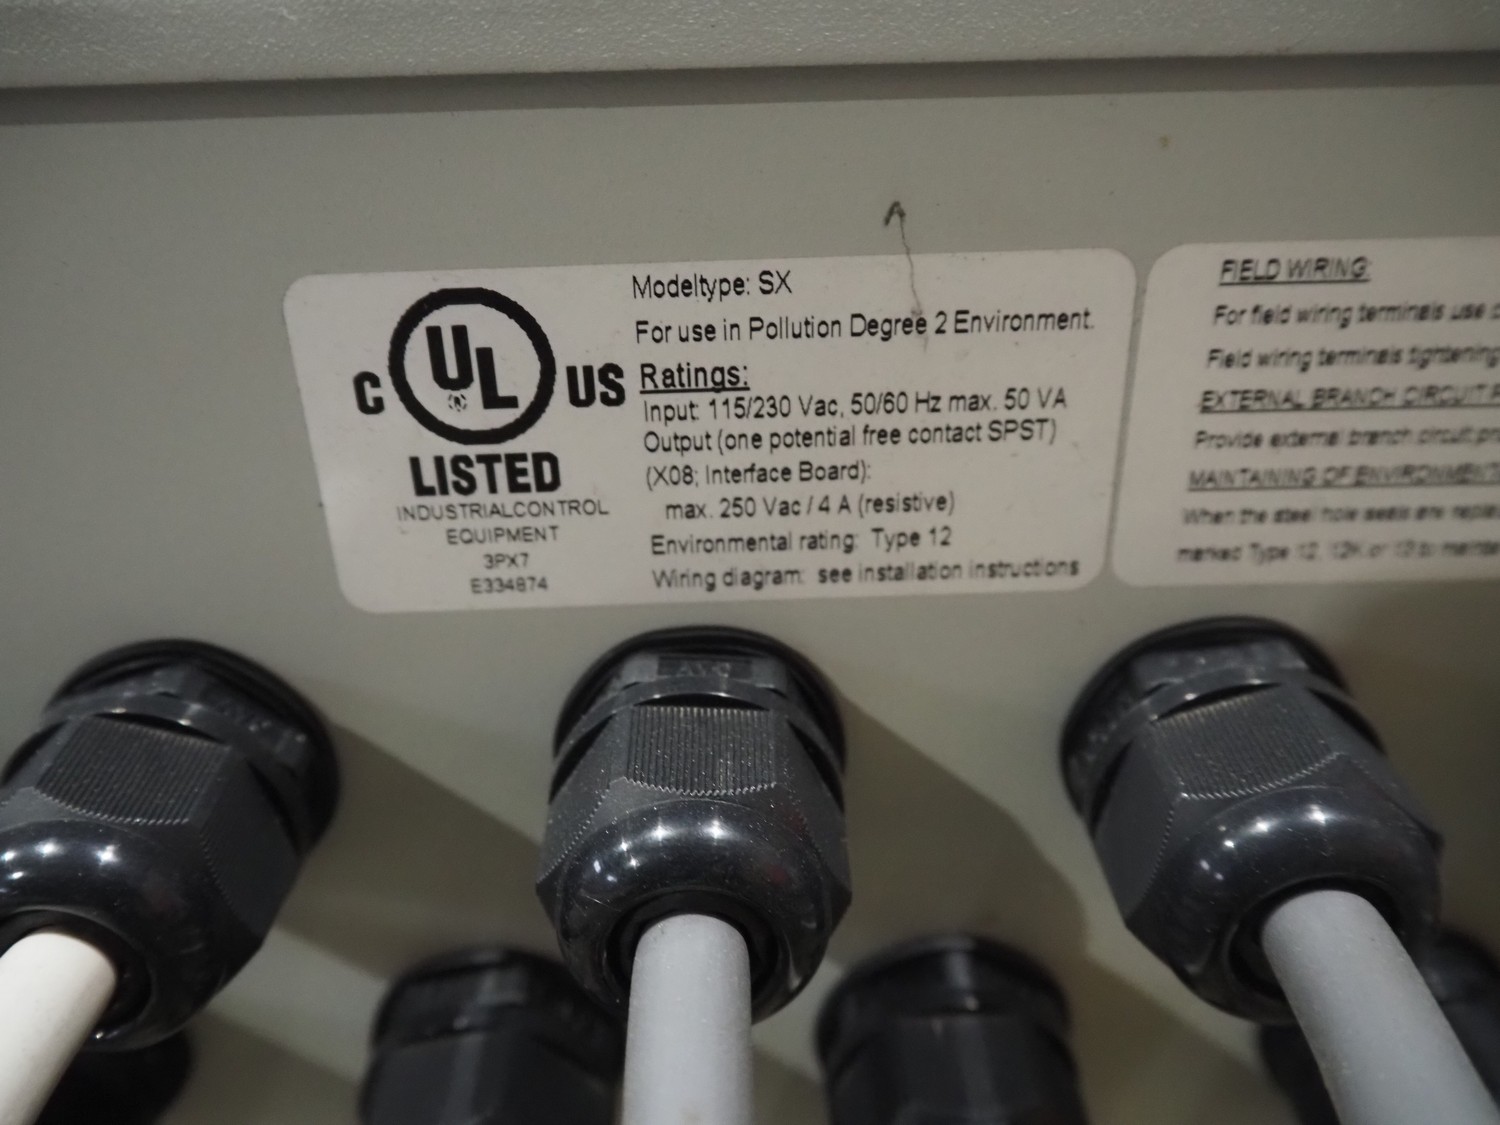 C UL US
LISTED
INDUSTRIALCONTROL
EQUIPMENT
3PX7
E334874
Modeltype: SX
For use in Pollution Degree 2 Environment.
Ratings:
Input: 115/230 Vac, 50/60 Hz max. 50 VA
Output (one potential free contact SPST)
(X08; Interface Board):
max. 250 Vac / 4 A (resistive)
Environmental rating: Type 12
Wiring diagram: see installation instructions
FIELD WIRING:
For field wiring terminals use
Field wiring terminals tightening
EXTERNAL BRANCH CIRCUIT
Provide external branch circuit
MAINTAINING OF ENVIRONMENT
When the steel hole seals are
marked Type 12, 12K or 13 to